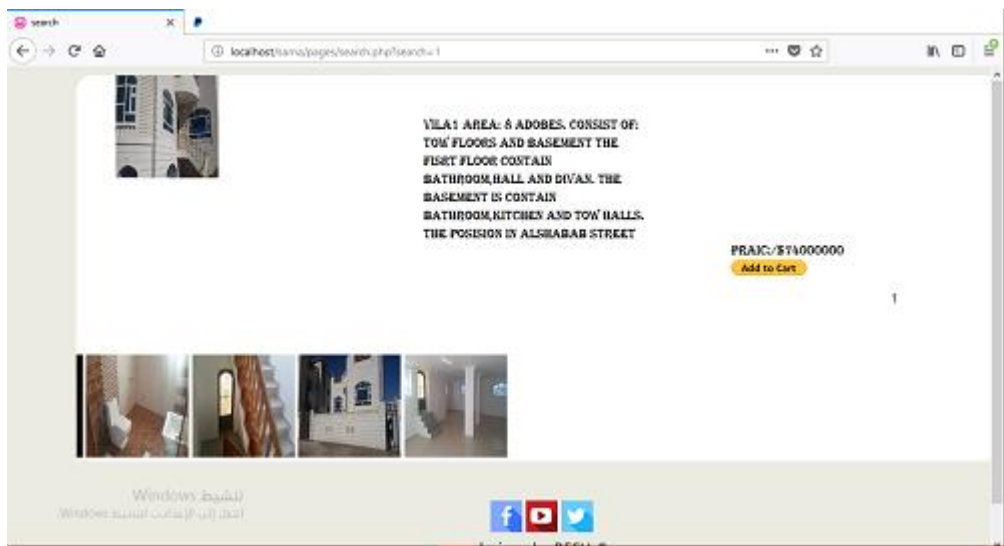 search
localhost/sama/pages/search.php?search=1
VILA1 AREA: 8 ADOBES. CONSIST OF:
TOW FLOORS AND BASEMENT THE
FISRT FLOOR CONTAIN
BATHROOM,HALL AND DIVAN. THE
BASEMENT IS CONTAIN
BATHROOM,KITCHEN AND TOW HALLS.
THE POSISION IN ALSHABAB STREET
PRAIC:/$74000000
Add to Cart
1
تنشيط Windows